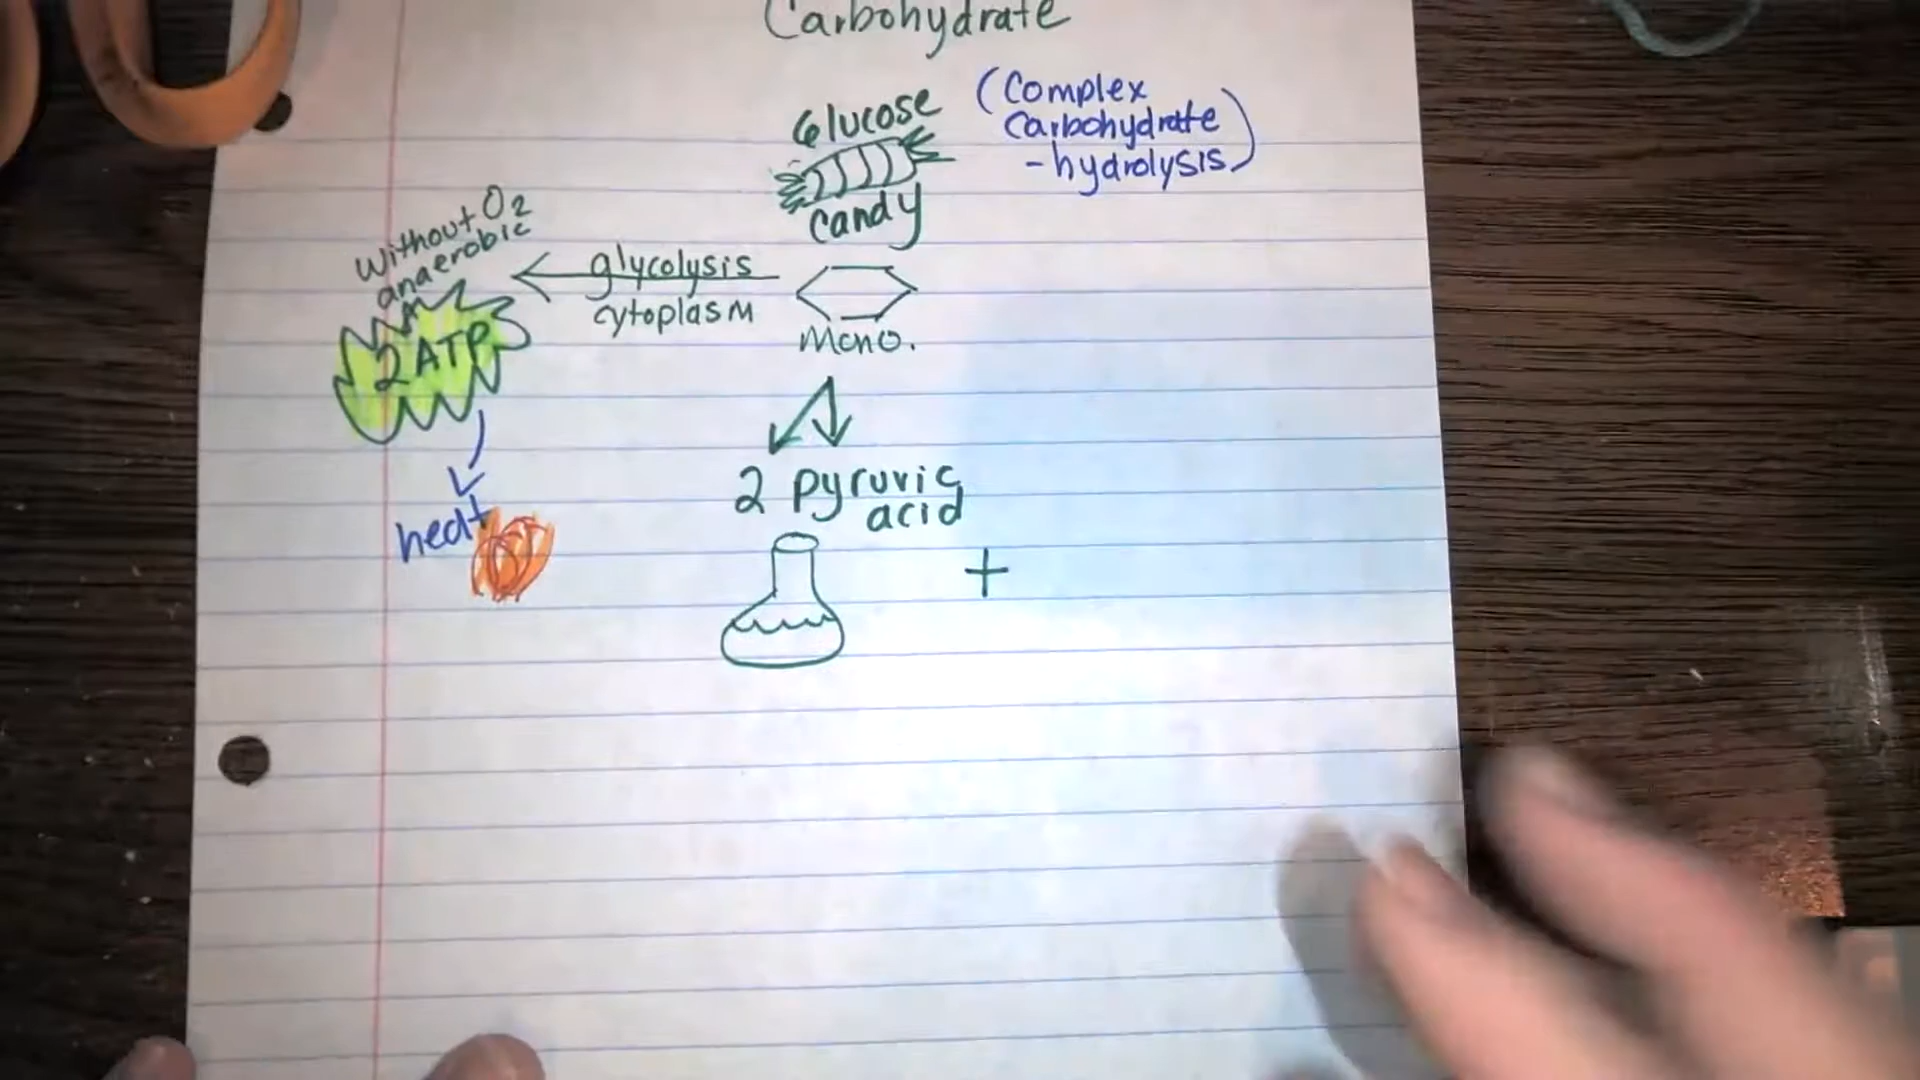 Carbohydrate
Glucose
candy
(Complex
Carbohydrate
-hydrolysis)
Without O2
anaerobic
glycolysis
cytoplasm
Mono.
2 ATP
heat
2 pyruvic
acid
+